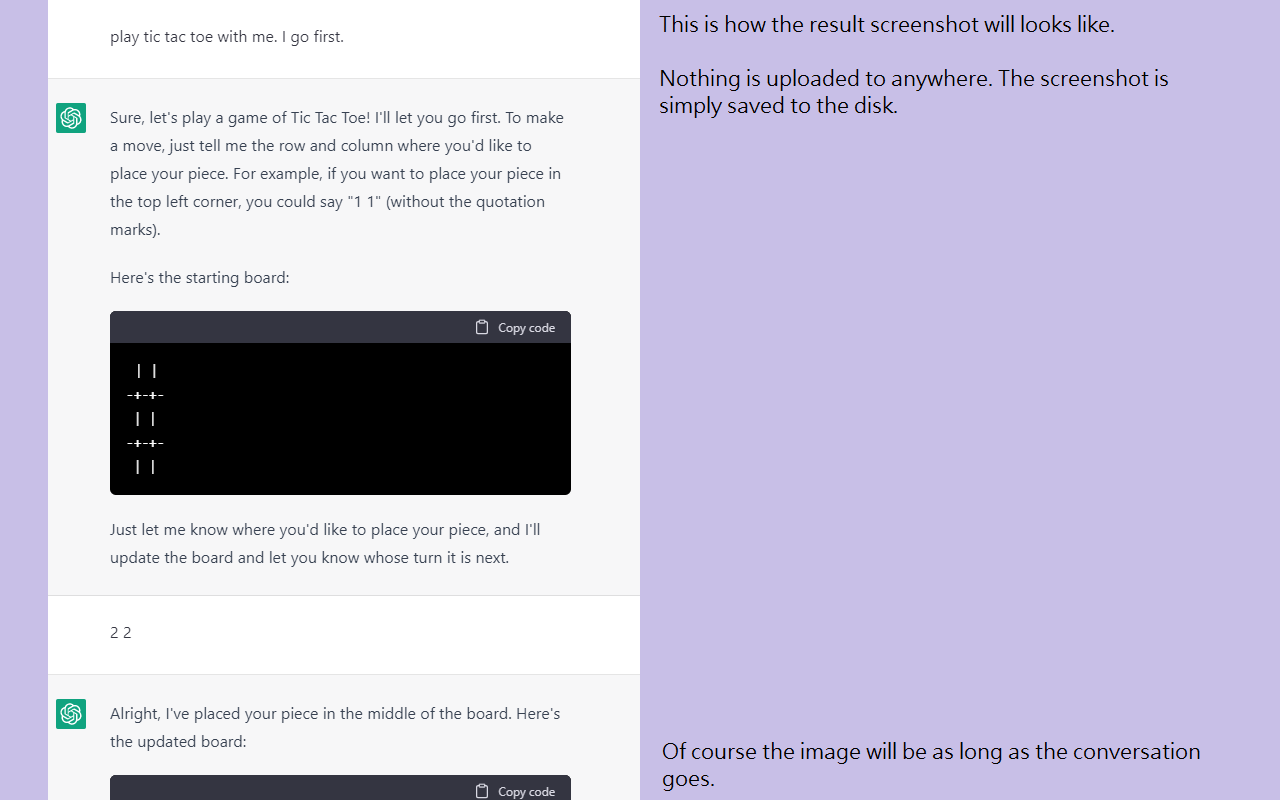 play tic tac toe with me. I go first.
Sure, let's play a game of Tic Tac Toe! I'll let you go first. To make
a move, just tell me the row and column where you'd like to
place your piece. For example, if you want to place your piece in
the top left corner, you could say "1 1" (without the quotation
marks).
Here's the starting board:
Copy code
 | |
-+-+-
 | |
-+-+-
 | |
Just let me know where you'd like to place your piece, and I'll
update the board and let you know whose turn it is next.
2 2
Alright, I've placed your piece in the middle of the board. Here's
the updated board:
Copy code
This is how the result screenshot will looks like.
Nothing is uploaded to anywhere. The screenshot is
simply saved to the disk.
Of course the image will be as long as the conversation
goes.